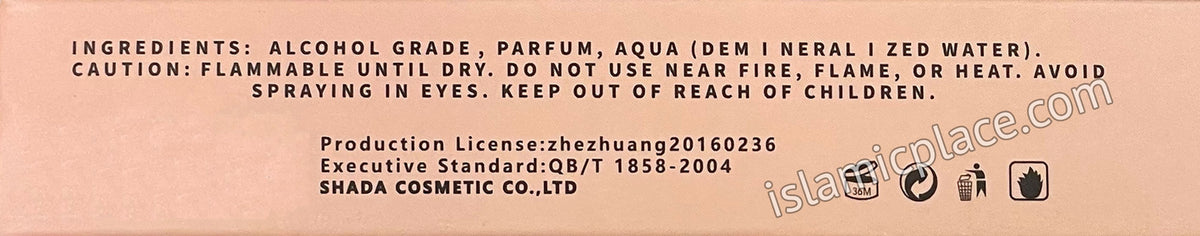 INGREDIENTS: ALCOHOL GRADE, PARFUM, AQUA (DEM I NERAL I ZED WATER).
CAUTION: FLAMMABLE UNTIL DRY. DO NOT USE NEAR FIRE, FLAME, OR HEAT. AVOID
SPRAYING IN EYES. KEEP OUT OF REACH OF CHILDREN.
Production License:zhezhuang20160236
Executive Standard:QB/T 1858-2004
SHADA COSMETIC CO.,LTD
36M
islamicplace.com